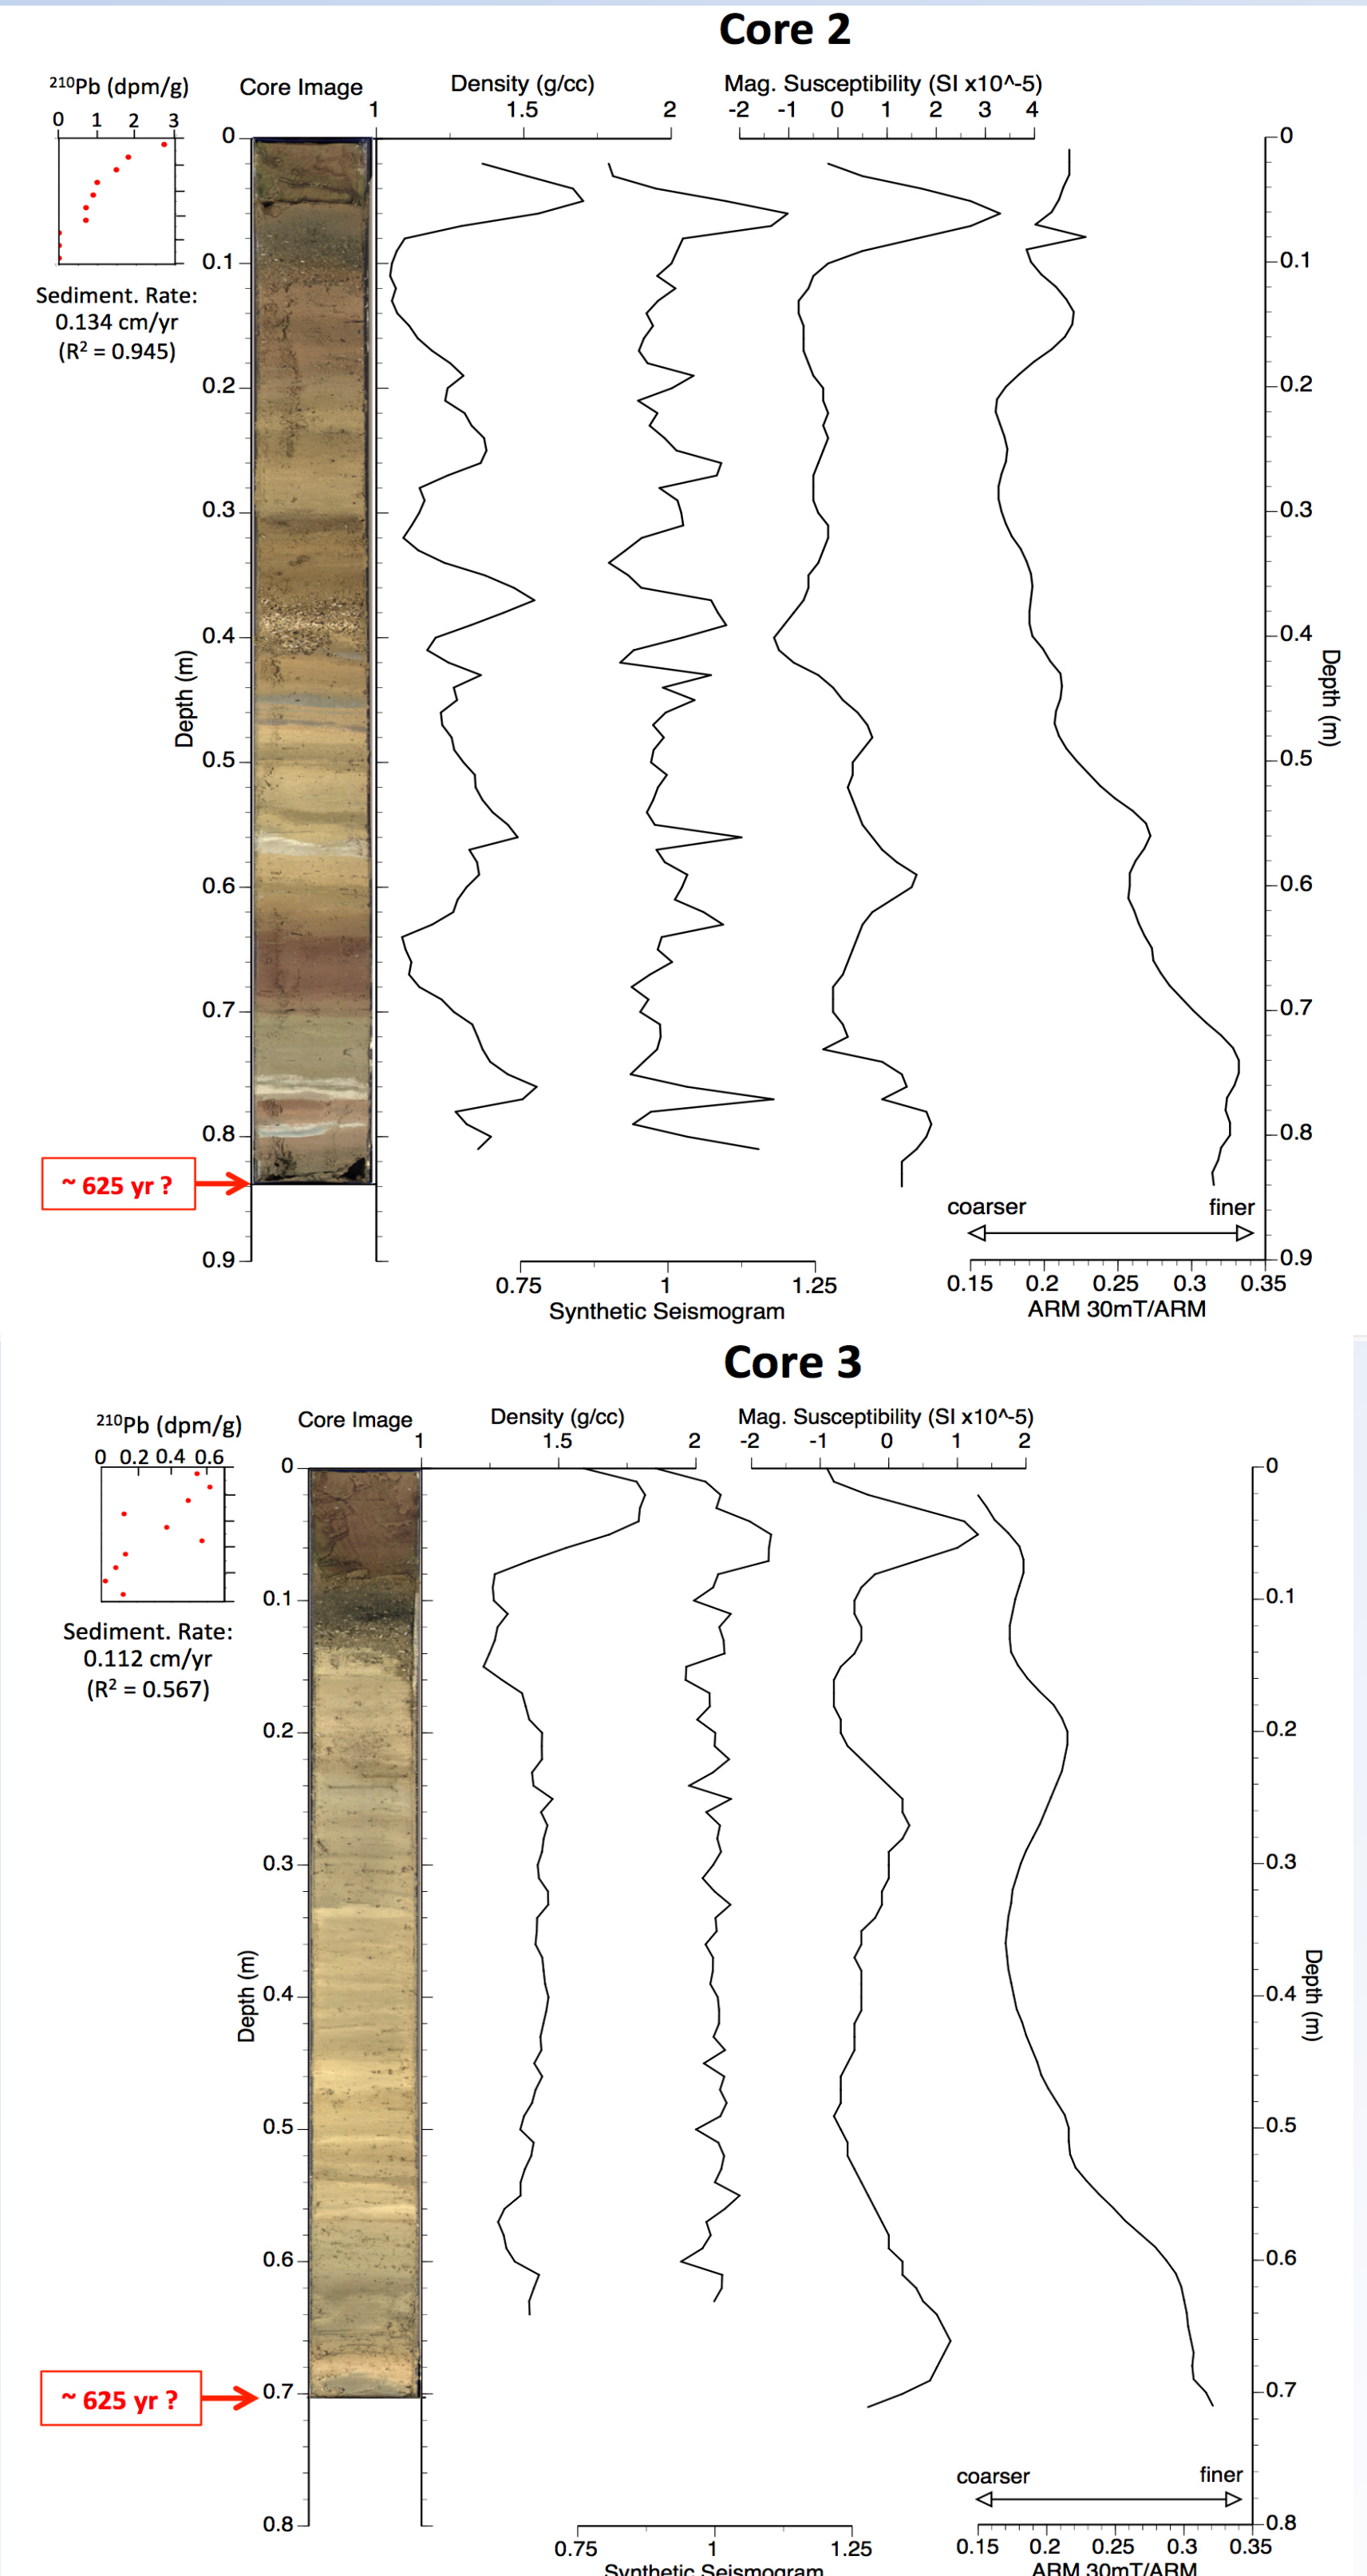 Core 2
210Pb (dpm/g)
Core Image
Density (g/cc)
Mag. Susceptibility (SI x10^-5)
0 1 2 3
1 1.5 2
-2 -1 0 1 2 3 4
0 0
0.1 0.1
Sediment. Rate:
0.134 cm/yr
(R2 = 0.945)
0.2 0.2
0.3 0.3
0.4 0.4
Depth (m) Depth (m)
0.5 0.5
0.6 0.6
0.7 0.7
0.8 0.8
~ 625 yr ?
coarser finer
0.9 0.9
0.75 1 1.25
Synthetic Seismogram
0.15 0.2 0.25 0.3 0.35
ARM 30mT/ARM
Core 3
210Pb (dpm/g)
Core Image
Density (g/cc)
Mag. Susceptibility (SI x10^-5)
0 0.2 0.4 0.6
1 1.5 2
-2 -1 0 1 2
0 0
0.1 0.1
Sediment. Rate:
0.112 cm/yr
(R2 = 0.567)
0.2 0.2
0.3 0.3
0.4 0.4
Depth (m) Depth (m)
0.5 0.5
0.6 0.6
0.7 0.7
~ 625 yr ?
coarser finer
0.8 0.8
0.75 1 1.25
Synthetic Seismogram
0.15 0.2 0.25 0.3 0.35
ARM 30mT/ARM